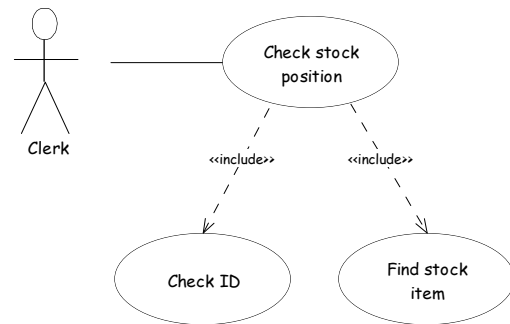 Check stock
position
Clerk
<<include>>
<<include>>
Check ID
Find stock
item